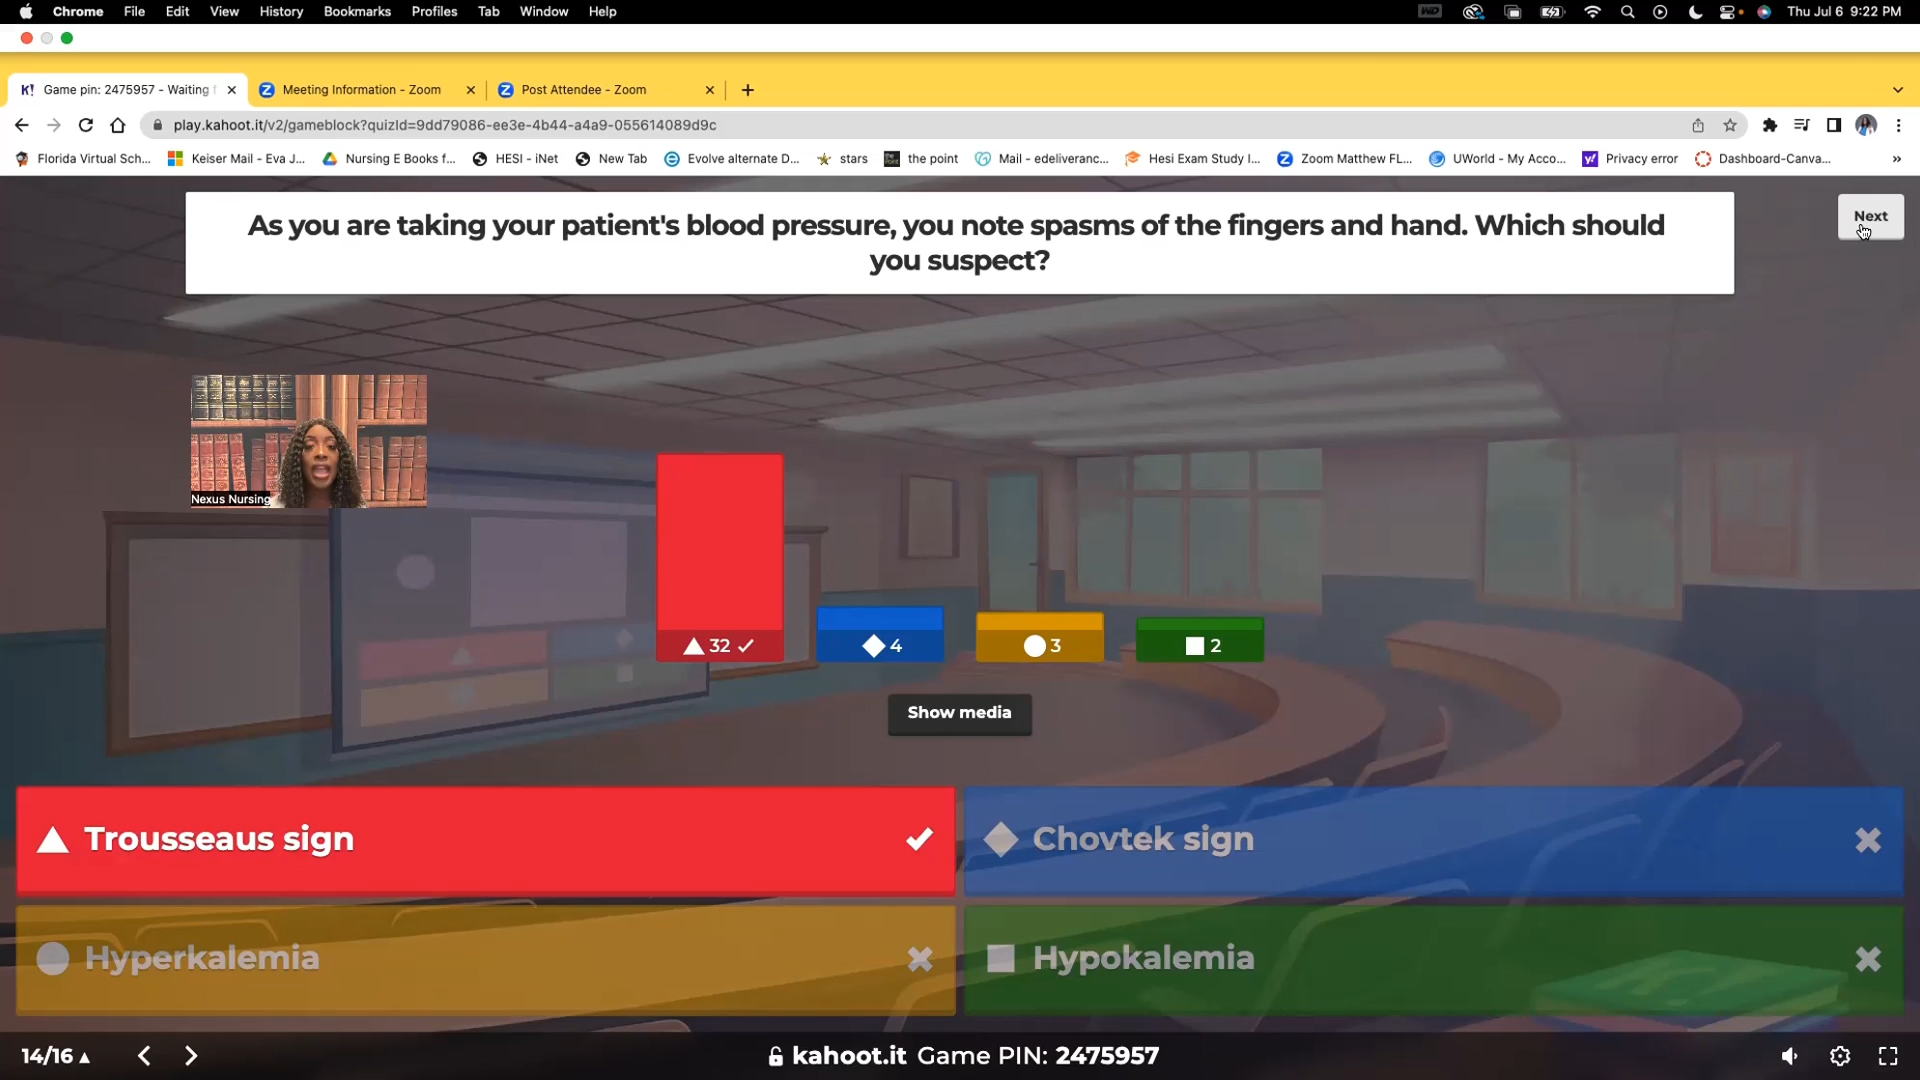 Chrome File Edit View History Bookmarks Profiles Tab Window Help
Thu Jul 6 9:22 PM
K! Game pin: 2475957 - Waiting f
Meeting Information - Zoom
Post Attendee - Zoom
play.kahoot.it/v2/gameblock?quizId=9dd79086-ee3e-4b44-a4a9-055614089d9c
Florida Virtual Sch... Keiser Mail - Eva J... Nursing E Books f... HESI - iNet New Tab Evolve alternate D... stars the point Mail - edeliveranc... Hesi Exam Study I... Zoom Matthew FL... UWorld - My Acco... Privacy error Dashboard-Canva... »
As you are taking your patient's blood pressure, you note spasms of the fingers and hand. Which should
you suspect?
Next
Nexus Nursing
32
4
3
2
Show media
Trousseaus sign
Chovtek sign
Hyperkalemia
Hypokalemia
14/16
kahoot.it Game PIN: 2475957